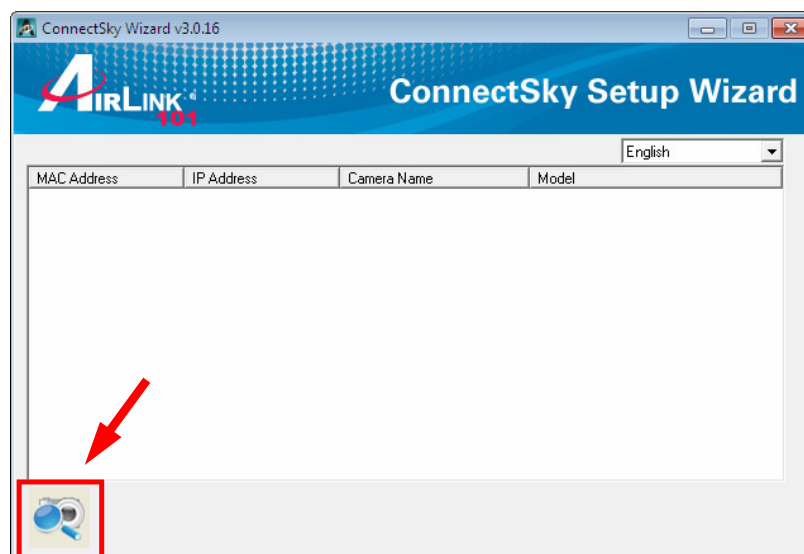 ConnectSky Wizard v3.0.16
AIRLINK®
101
ConnectSky Setup Wizard
English
MAC Address IP Address Camera Name Model